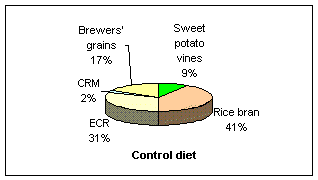 Brewers'
grains
17%
Sweet
potato
vines
9%
CRM
2%
ECR
31%
Rice bran
41%
Control diet